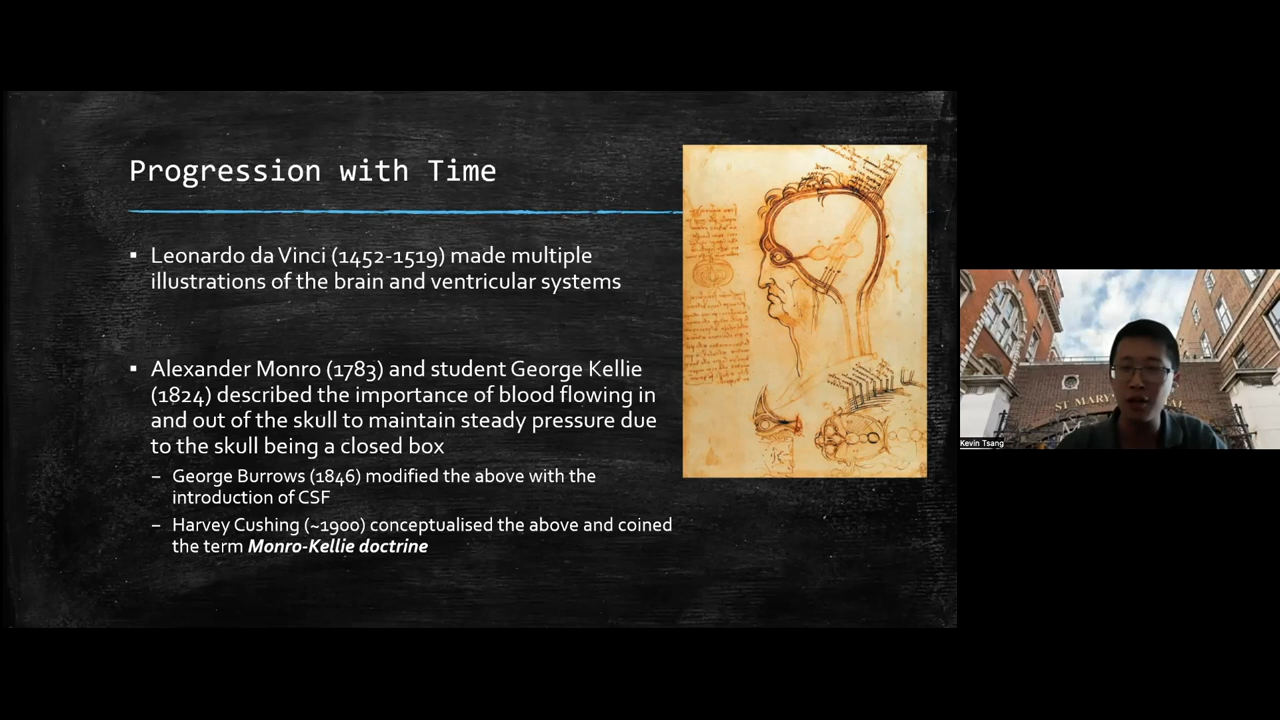 Progression with Time
▪ Leonardo da Vinci (1452-1519) made multiple
illustrations of the brain and ventricular systems
▪ Alexander Monro (1783) and student George Kellie
(1824) described the importance of blood flowing in
and out of the skull to maintain steady pressure due
to the skull being a closed box
– George Burrows (1846) modified the above with the
introduction of CSF
– Harvey Cushing (~1900) conceptualised the above and coined
the term Monro-Kellie doctrine
ST MARY
Kevin Tsang